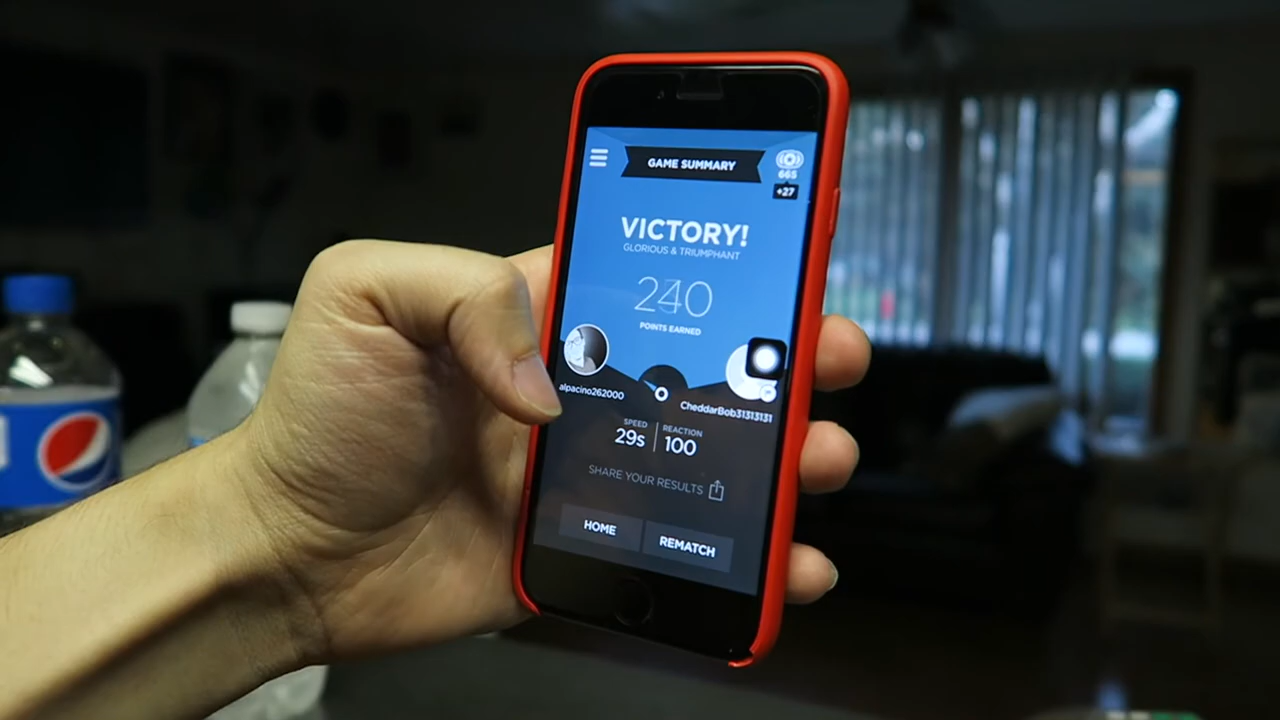 GAME SUMMARY
665
+27
VICTORY!
GLORIOUS & TRIUMPHANT
240
POINTS EARNED
alpacino262000
CheddarBob31313131
SPEED
29s
REACTION
100
SHARE YOUR RESULTS
HOME
REMATCH